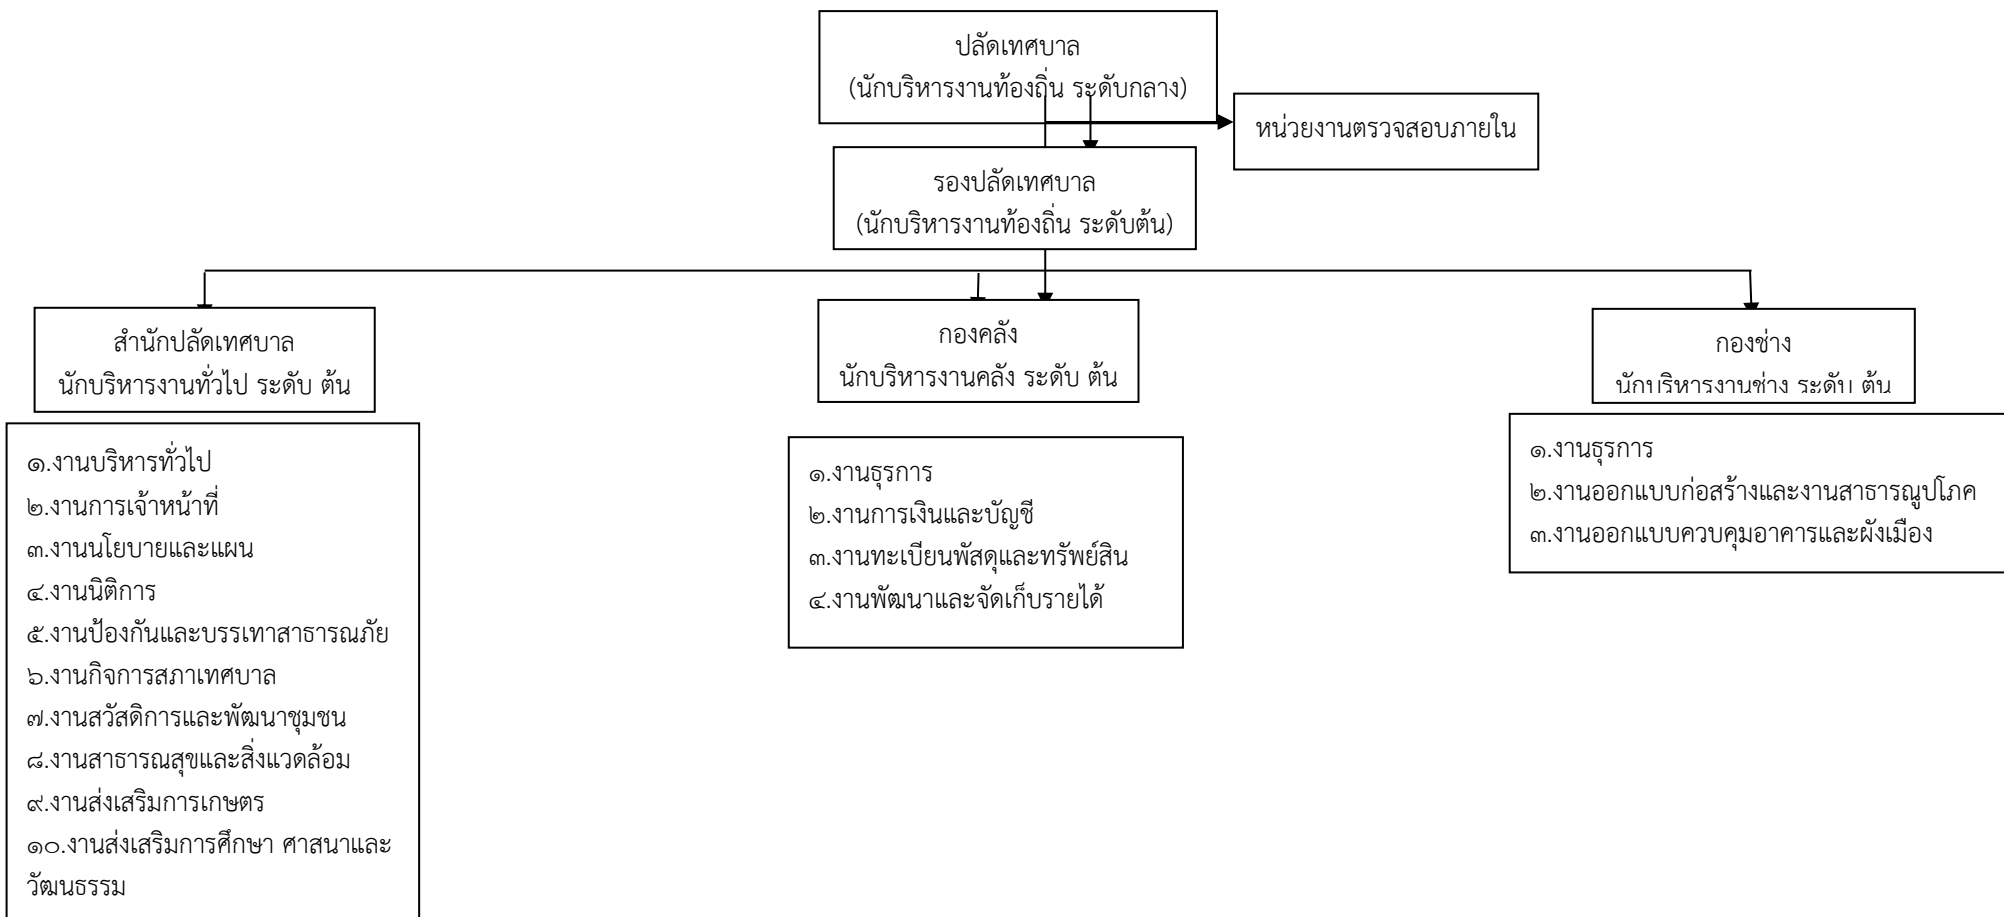 ปลัดเทศบาล
(นักบริหารงานท้องถิ่น ระดับกลาง)
หน่วยงานตรวจสอบภายใน
รองปลัดเทศบาล
(นักบริหารงานท้องถิ่น ระดับต้น)
สำนักปลัดเทศบาล
นักบริหารงานทั่วไป ระดับ ต้น
๑.งานบริหารทั่วไป
๒.งานการเจ้าหน้าที่
๓.งานนโยบายและแผน
๔.งานนิติการ
๕.งานป้องกันและบรรเทาสาธารณภัย
๖.งานกิจการสภาเทศบาล
๗.งานสวัสดิการและพัฒนาชุมชน
๘.งานสาธารณสุขและสิ่งแวดล้อม
๙.งานส่งเสริมการเกษตร
๑๐.งานส่งเสริมการศึกษา ศาสนาและ
วัฒนธรรม
กองคลัง
นักบริหารงานคลัง ระดับ ต้น
๑.งานธุรการ
๒.งานการเงินและบัญชี
๓.งานทะเบียนพัสดุและทรัพย์สิน
๔.งานพัฒนาและจัดเก็บรายได้
กองช่าง
นักบริหารงานช่าง ระดับ ต้น
๑.งานธุรการ
๒.งานออกแบบก่อสร้างและงานสาธารณูปโภค
๓.งานออกแบบควบคุมอาคารและผังเมือง